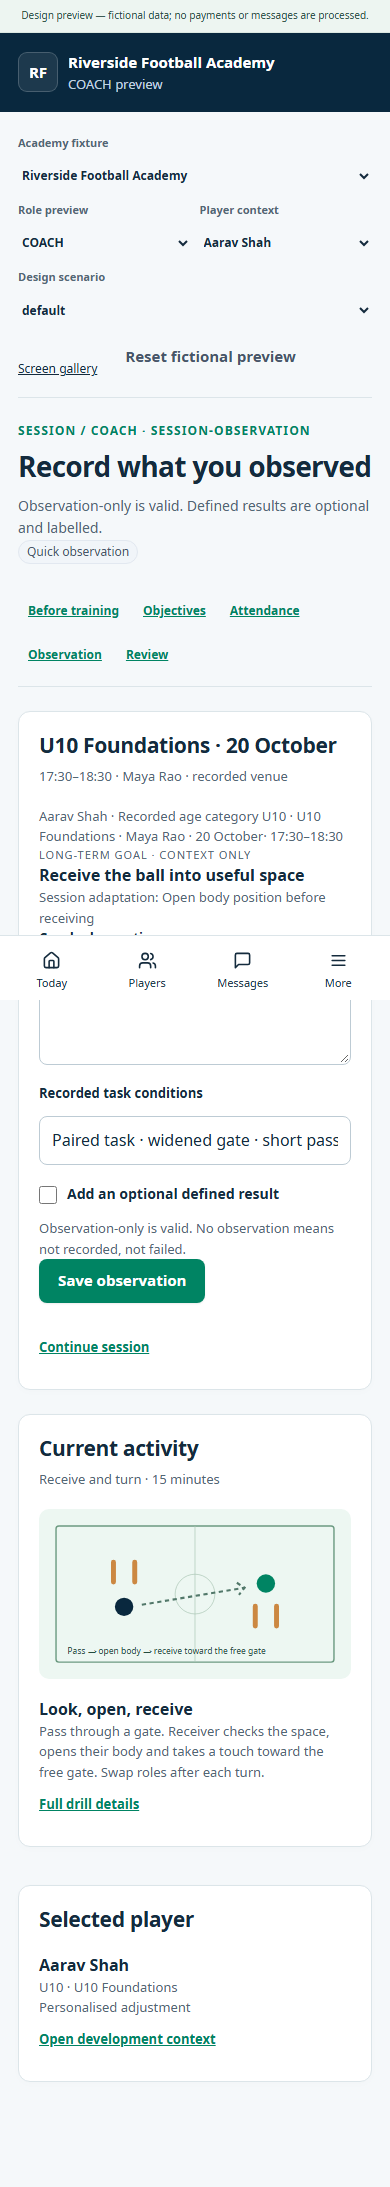 Design preview — fictional data; no payments or messages are processed.
RF
Riverside Football Academy
COACH preview
Academy fixture
Riverside Football Academy
Role preview
Player context
COACH
Aarav Shah
Design scenario
default
Screen gallery
Reset fictional preview
SESSION / COACH · SESSION-OBSERVATION
Record what you observed
Observation-only is valid. Defined results are optional
and labelled.
Quick observation
Before training
Objectives
Attendance
Observation
Review
U10 Foundations · 20 October
17:30–18:30 · Maya Rao · recorded venue
Aarav Shah · Recorded age category U10 · U10
Foundations · Maya Rao · 20 October· 17:30–18:30
LONG-TERM GOAL · CONTEXT ONLY
Receive the ball into useful space
Session adaptation: Open body position before
receiving
Today
Players
Messages
More
Recorded task conditions
Paired task · widened gate · short pass
Add an optional defined result
Observation-only is valid. No observation means
not recorded, not failed.
Save observation
Continue session
Current activity
Receive and turn · 15 minutes
Pass → open body → receive toward the free gate
Look, open, receive
Pass through a gate. Receiver checks the space,
opens their body and takes a touch toward the
free gate. Swap roles after each turn.
Full drill details
Selected player
Aarav Shah
U10 · U10 Foundations
Personalised adjustment
Open development context